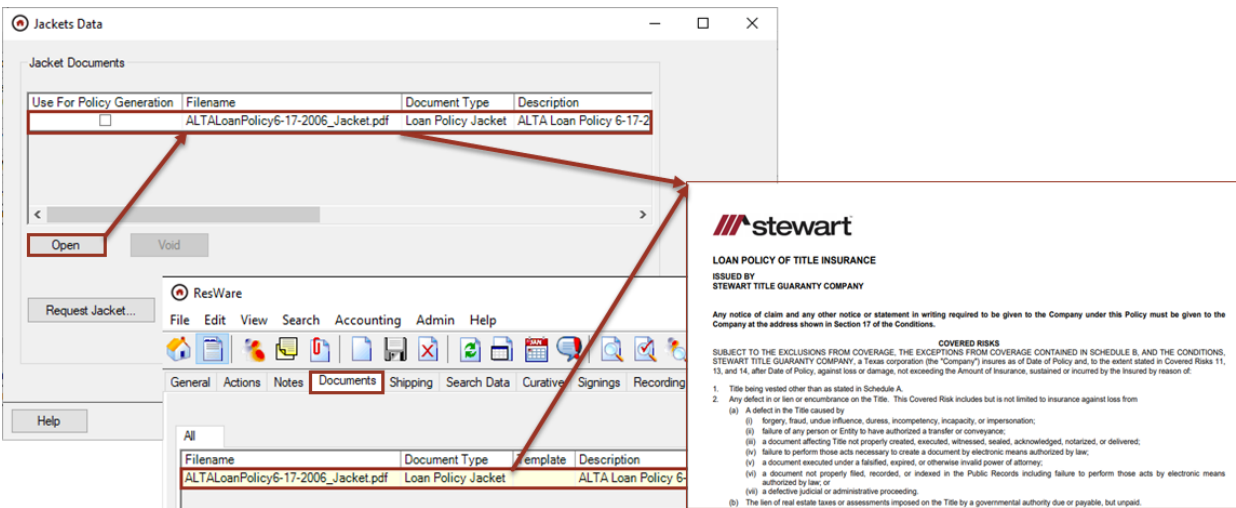 Jackets Data
Jacket Documents
Use For Policy Generation Filename Document Type Description
ALTALoanPolicy6-17-2006_Jacket.pdf Loan Policy Jacket ALTA Loan Policy 6-17-2
Open Void
Request Jacket...
Help
ResWare
File Edit View Search Accounting Admin Help
General Actions Notes Documents Shipping Search Data Curative Signings Recording
All
Filename Document Type Template Description
ALTALoanPolicy6-17-2006_Jacket.pdf Loan Policy Jacket ALTA Loan Policy 6-
stewart
LOAN POLICY OF TITLE INSURANCE
ISSUED BY
STEWART TITLE GUARANTY COMPANY
Any notice of claim and any other notice or statement in writing required to be given to the Company under this Policy must be given to the
Company at the address shown in Section 17 of the Conditions.
COVERED RISKS
SUBJECT TO THE EXCLUSIONS FROM COVERAGE, THE EXCEPTIONS FROM COVERAGE CONTAINED IN SCHEDULE B, AND THE CONDITIONS,
STEWART TITLE GUARANTY COMPANY, a Texas corporation (the "Company") insures as of Date of Policy and, to the extent stated in Covered Risks 11,
13, and 14, after Date of Policy, against loss or damage, not exceeding the Amount of Insurance, sustained or incurred by the Insured by reason of:
1. Title being vested other than as stated in Schedule A.
2. Any defect in or lien or encumbrance on the Title. This Covered Risk includes but is not limited to insurance against loss from
(a) A defect in the Title caused by
(i) forgery, fraud, undue influence, duress, incompetency, incapacity, or impersonation;
(ii) failure of any person or Entity to have authorized a transfer or conveyance;
(iii) a document affecting Title not properly created, executed, witnessed, sealed, acknowledged, notarized, or delivered;
(iv) failure to perform those acts necessary to create a document by electronic means authorized by law;
(v) a document executed under a falsified, expired, or otherwise invalid power of attorney;
(vi) a document not properly filed, recorded, or indexed in the Public Records including failure to perform those acts by electronic means
authorized by law; or
(vii) a defective judicial or administrative proceeding.
(b) The lien of real estate taxes or assessments imposed on the Title by a governmental authority due or payable, but unpaid.